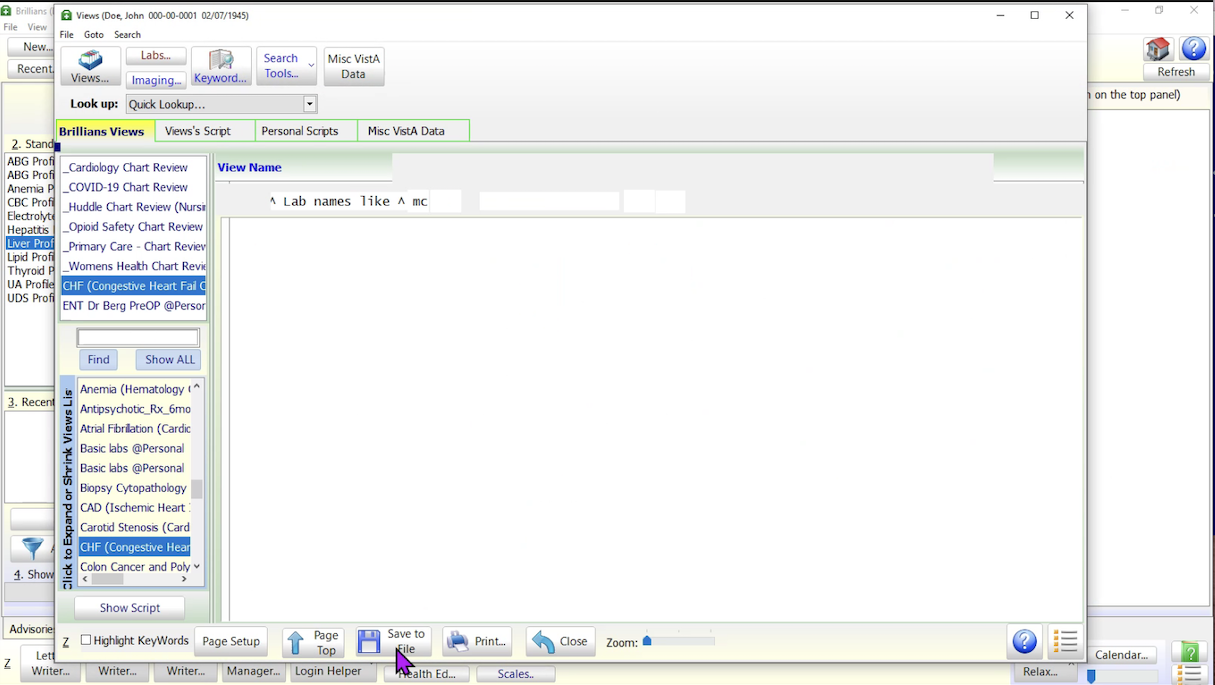 Brillians
Views (Doe, John 000-00-0001 02/07/1945)
File View
File Goto Search
New...
Recent.
Views...
Labs...
Imaging...
Keyword...
Search Tools...
Misc VistA Data
Refresh
Look up: Quick Lookup...
n on the top panel)
Brillians Views Views's Script Personal Scripts Misc VistA Data
2. Stand
ABG Profi
ABG Profi
Anemia P
CBC Profi
Electrolyte
Hepatitis
Liver Prof
Lipid Profi
Thyroid P
UA Profile
UDS Profi
_Cardiology Chart Review
_COVID-19 Chart Review
_Huddle Chart Review (Nursi
_Opioid Safety Chart Review
_Primary Care - Chart Review
_Womens Health Chart Revie
CHF (Congestive Heart Fail C
ENT Dr Berg PreOP @Person
View Name
^ Lab names like ^ mc
Find Show ALL
3. Recent
Click to Expand or Shrink Views Lis
Anemia (Hematology
Antipsychotic_Rx_6mo
Atrial Fibrillation (Cardic
Basic labs @Personal
Basic labs @Personal
Biopsy Cytopathology
CAD (Ischemic Heart
Carotid Stenosis (Card
CHF (Congestive Hear
Colon Cancer and Poly
4. Show
Show Script
Advisorie
Z Highlight KeyWords Page Setup Page Top Save to File Print... Close Zoom:
Z
Lett
Writer... Writer... Writer... Manager... Login Helper Health Ed... Scales.. Relax... Calendar...